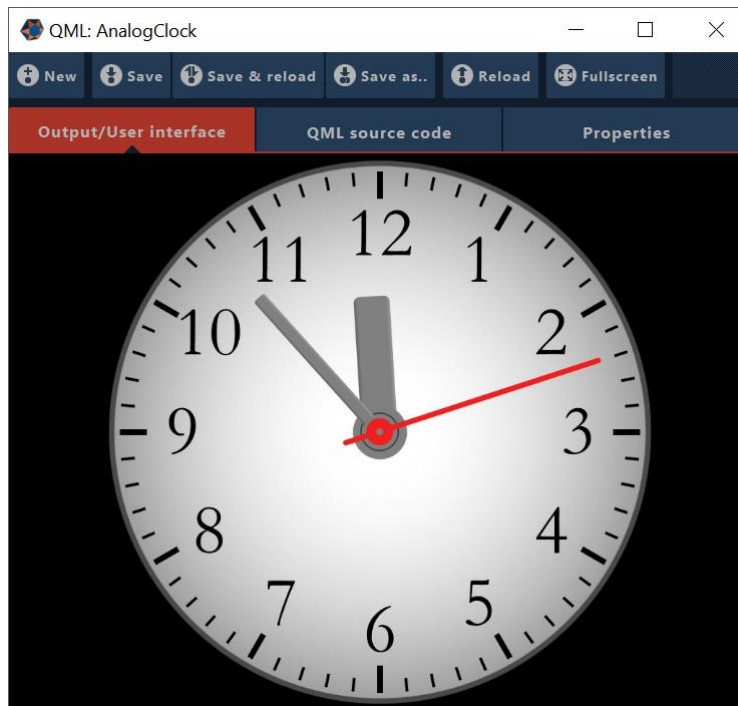 QML: AnalogClock
New Save Save & reload Save as.. Reload Fullscreen
Output/User interface QML source code Properties
12
11 1
10 2
9 3
8 4
7 5
6